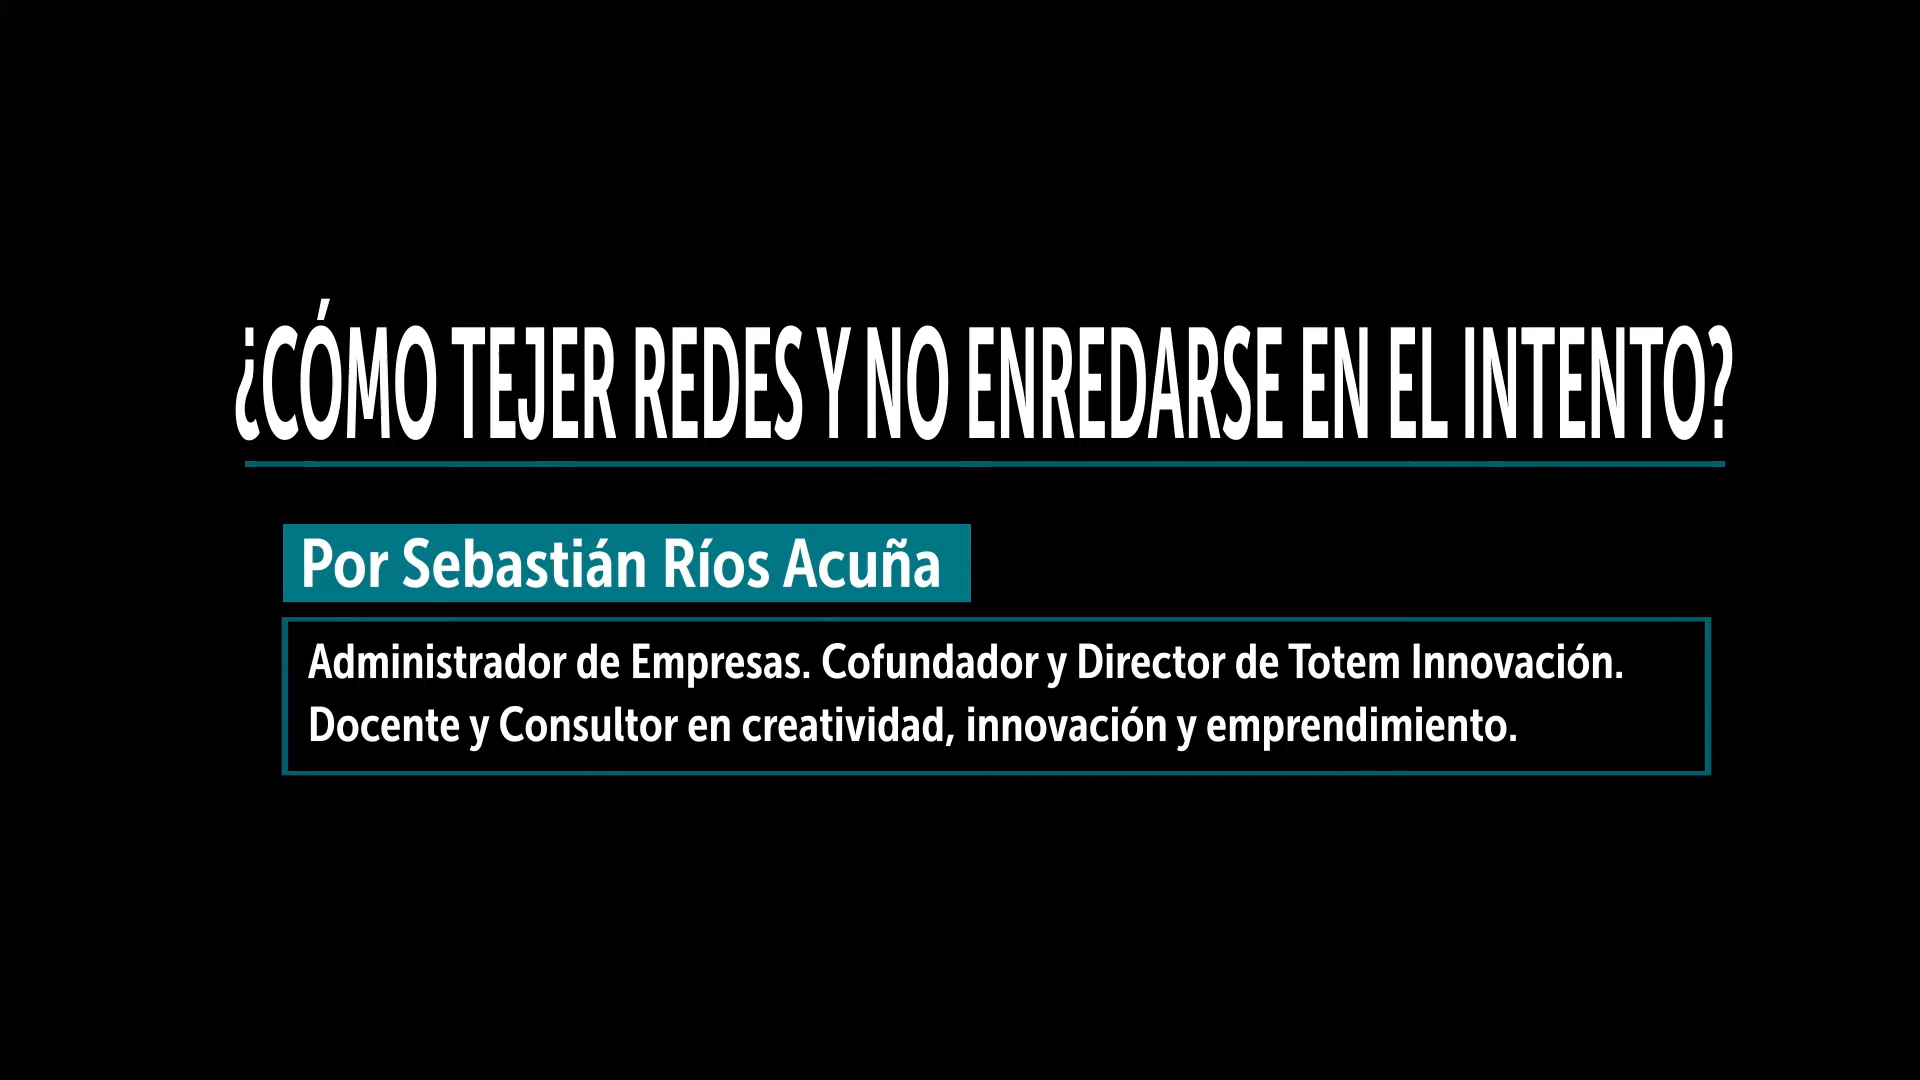 ¿CÓMO TEJER REDES Y NO ENREDARSE EN EL INTENTO?
Por Sebastián Ríos Acuña
Administrador de Empresas. Cofundador y Director de Totem Innovación.
Docente y Consultor en creatividad, innovación y emprendimiento.